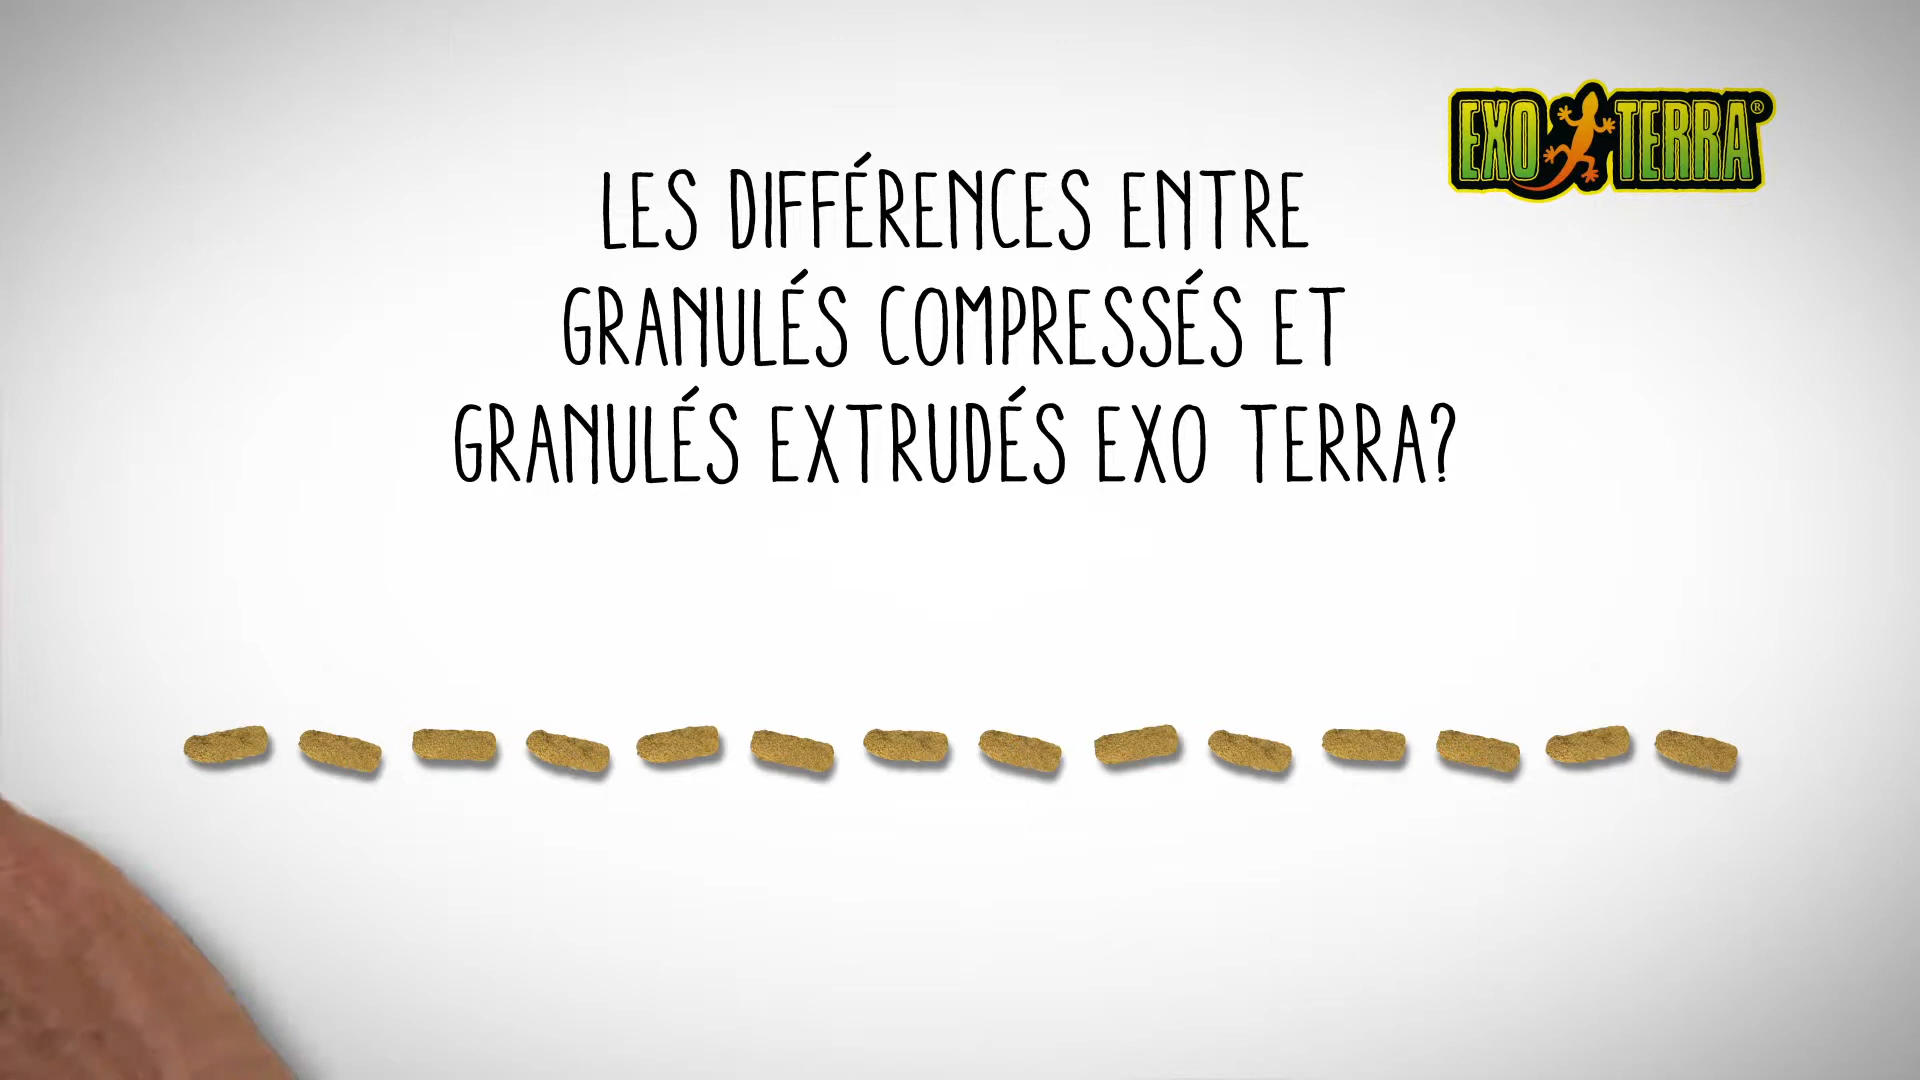 EXO TERRA®
LES DIFFÉRENCES ENTRE
GRANULÉS COMPRESSÉS ET
GRANULÉS EXTRUDÉS EXO TERRA?